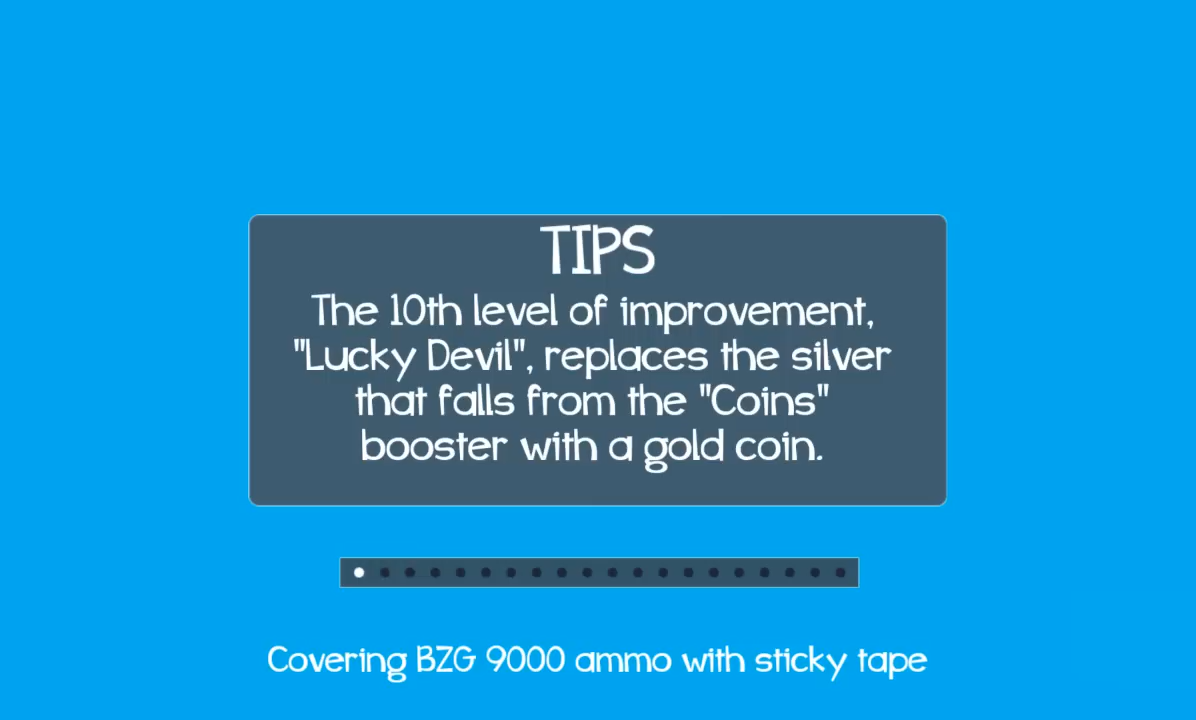 TIPS
The 10th level of improvement,
"Lucky Devil", replaces the silver
that falls from the "Coins"
booster with a gold coin.
Covering BZG 9000 ammo with sticky tape